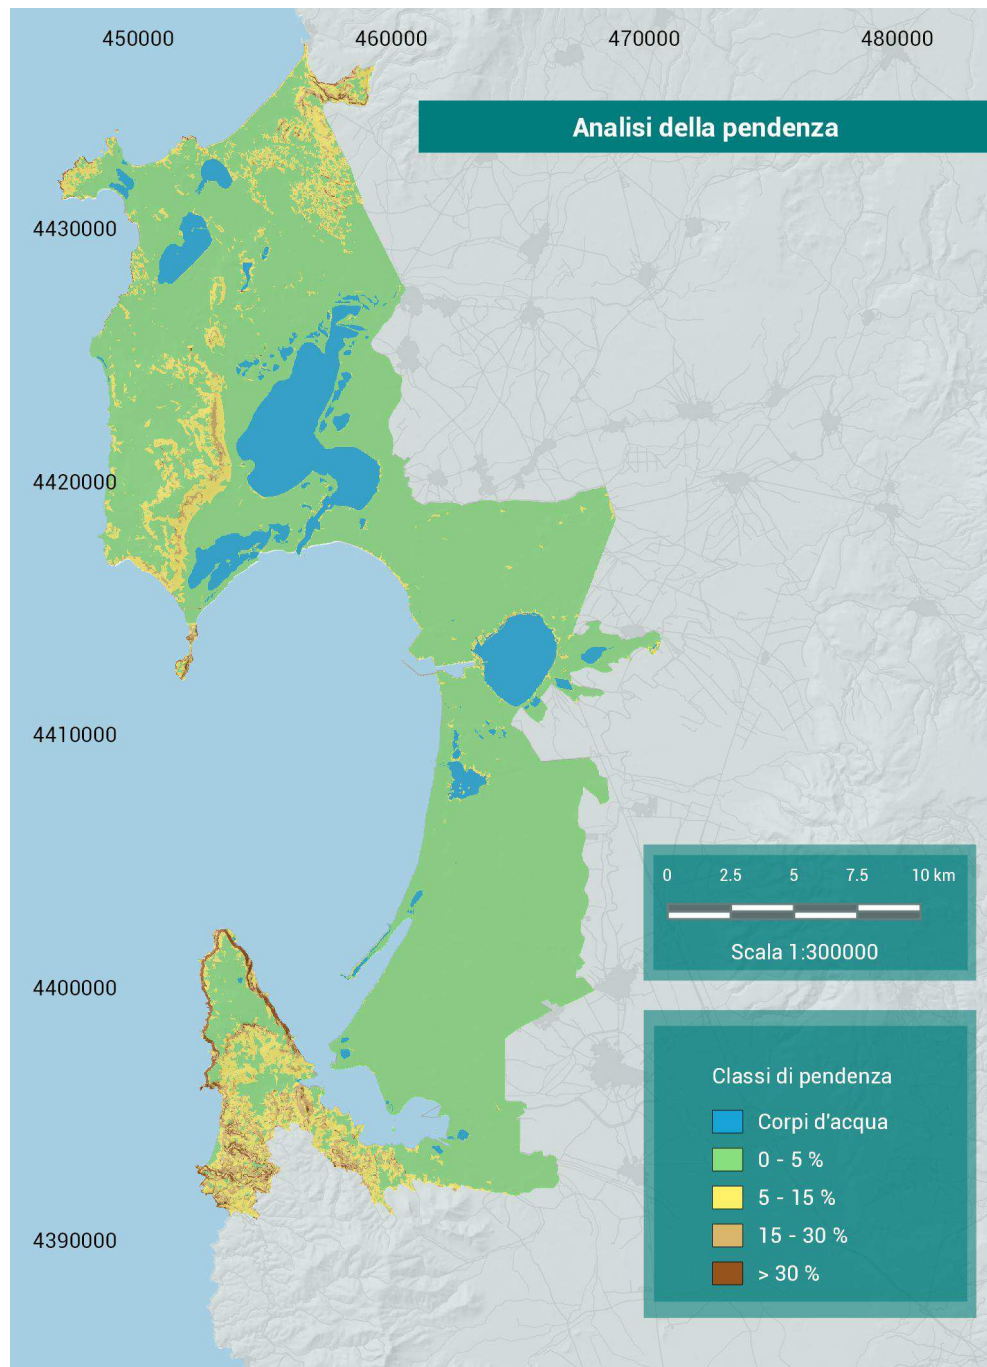 450000 460000 470000 480000
Analisi della pendenza
4430000
4420000
4410000
4400000
4390000
0 2.5 5 7.5 10 km
Scala 1:300000
Classi di pendenza
Corpi d'acqua
0 - 5 %
5 - 15 %
15 - 30 %
> 30 %